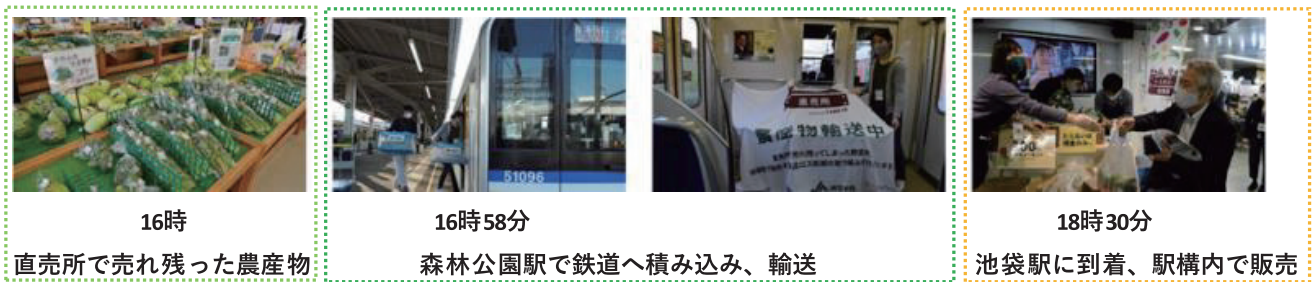 51096
直売所
農産物輸送中
16時
直売所で売れ残った農産物
16時58分
森林公園駅で鉄道へ積み込み、輸送
18時30分
池袋駅に到着、駅構内で販売